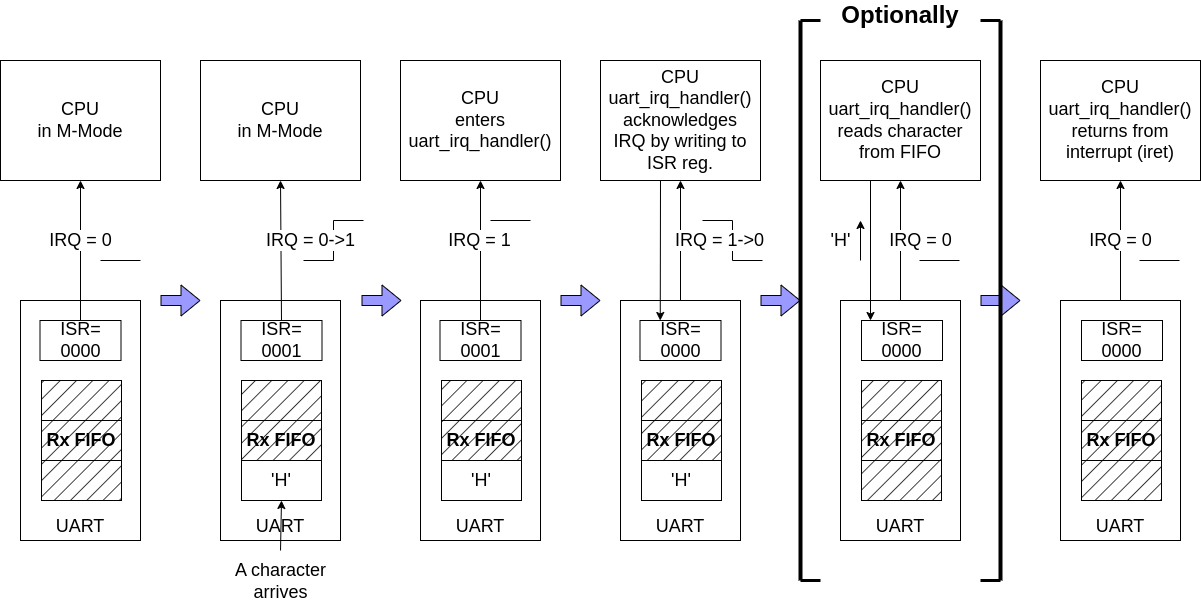 Optionally
CPU
in M-Mode
CPU
in M-Mode
CPU
enters
uart_irq_handler()
CPU
uart_irq_handler()
acknowledges
IRQ by writing to
ISR reg.
CPU
uart_irq_handler()
reads character
from FIFO
CPU
uart_irq_handler()
returns from
interrupt (iret)
IRQ = 0
IRQ = 0->1
IRQ = 1
IRQ = 1->0
'H'
IRQ = 0
IRQ = 0
ISR=
0000
Rx FIFO
UART
ISR=
0001
Rx FIFO
'H'
UART
A character
arrives
ISR=
0001
Rx FIFO
'H'
UART
ISR=
0000
Rx FIFO
'H'
UART
ISR=
0000
Rx FIFO
UART
ISR=
0000
Rx FIFO
UART